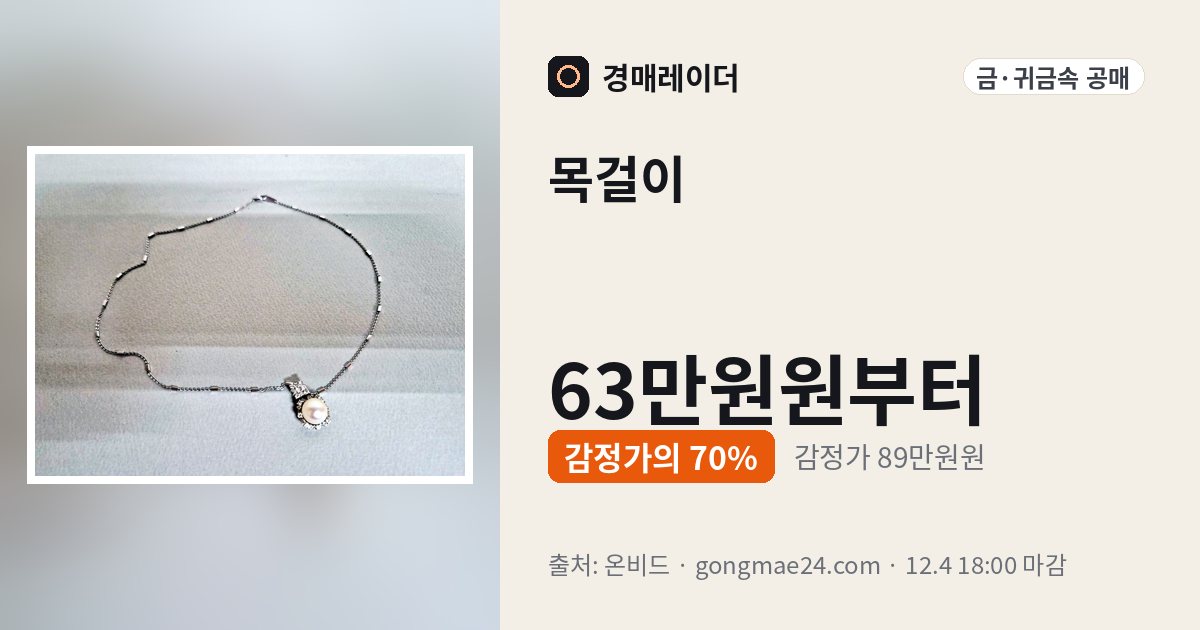 경매레이더
금·귀금속 공매
목걸이
63만원원부터
감정가의 70%
감정가 89만원원
출처: 온비드 · gongmae24.com · 12.4 18:00 마감